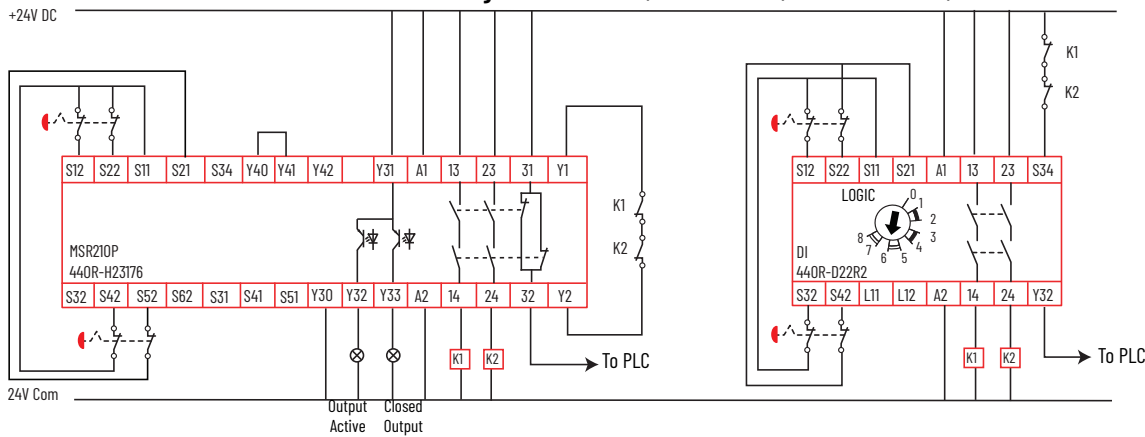 +24V DC
K1
K2
S12 S22 S11 S21 S34 Y40 Y41 Y42 Y31 A1 13 23 31 Y1
S12 S22 S11 S21 A1 13 23 S34
LOGIC
0
1
2
3
4
5
6
7
8
K1
K2
MSR210P
440R-H23176
DI
440R-D22R2
S32 S42 S52 S62 S31 S41 S51 Y30 Y32 Y33 A2 14 24 32 Y2
S32 S42 L11 L12 A2 14 24 Y32
K1 K2 To PLC
K1 K2 To PLC
24V Com
Output Active
Closed Output